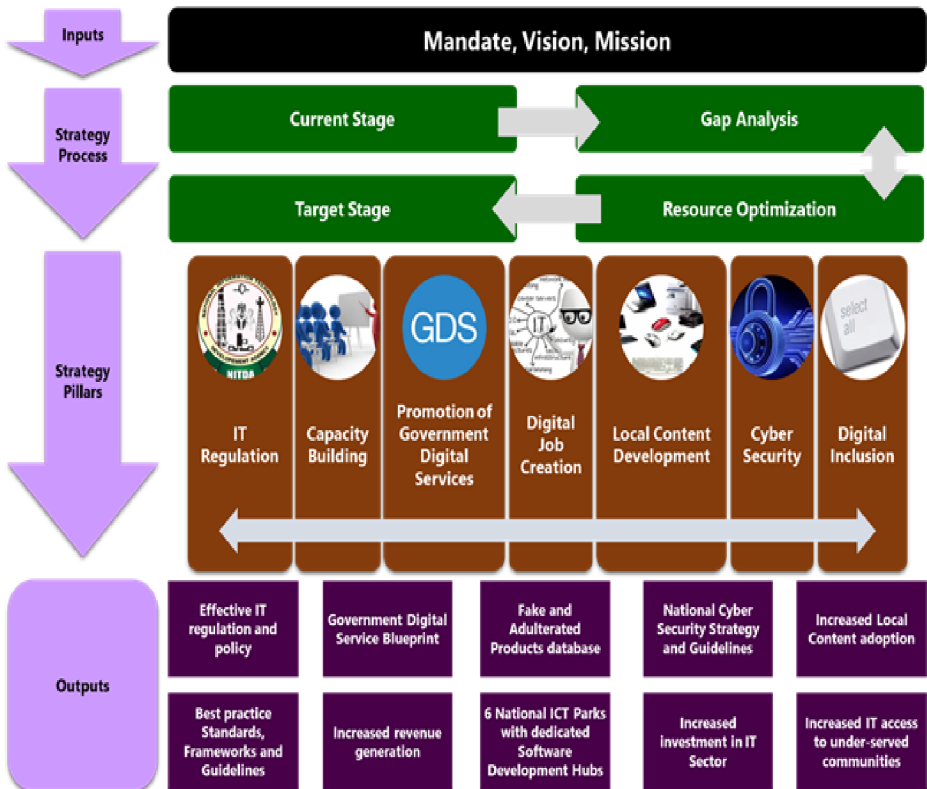 Inputs
Mandate, Vision, Mission
Strategy
Process
Current Stage
Gap Analysis
Target Stage
Resource Optimization
Strategy
Pillars
DEVELOPMENT AGENCY
NITDA
GDS
IT
select
all
IT
Regulation
Capacity
Building
Promotion of
Government
Digital
Services
Digital
Job
Creation
Local Content
Development
Cyber
Security
Digital
Inclusion
Outputs
Effective IT
regulation and
policy
Government Digital
Service Blueprint
Fake and
Adulterated
Products database
National Cyber
Security Strategy
and Guidelines
Increased Local
Content adoption
Best practice
Standards,
Frameworks and
Guidelines
Increased revenue
generation
6 National ICT Parks
with dedicated
Software
Development Hubs
Increased
investment in IT
Sector
Increased IT access
to under-served
communities